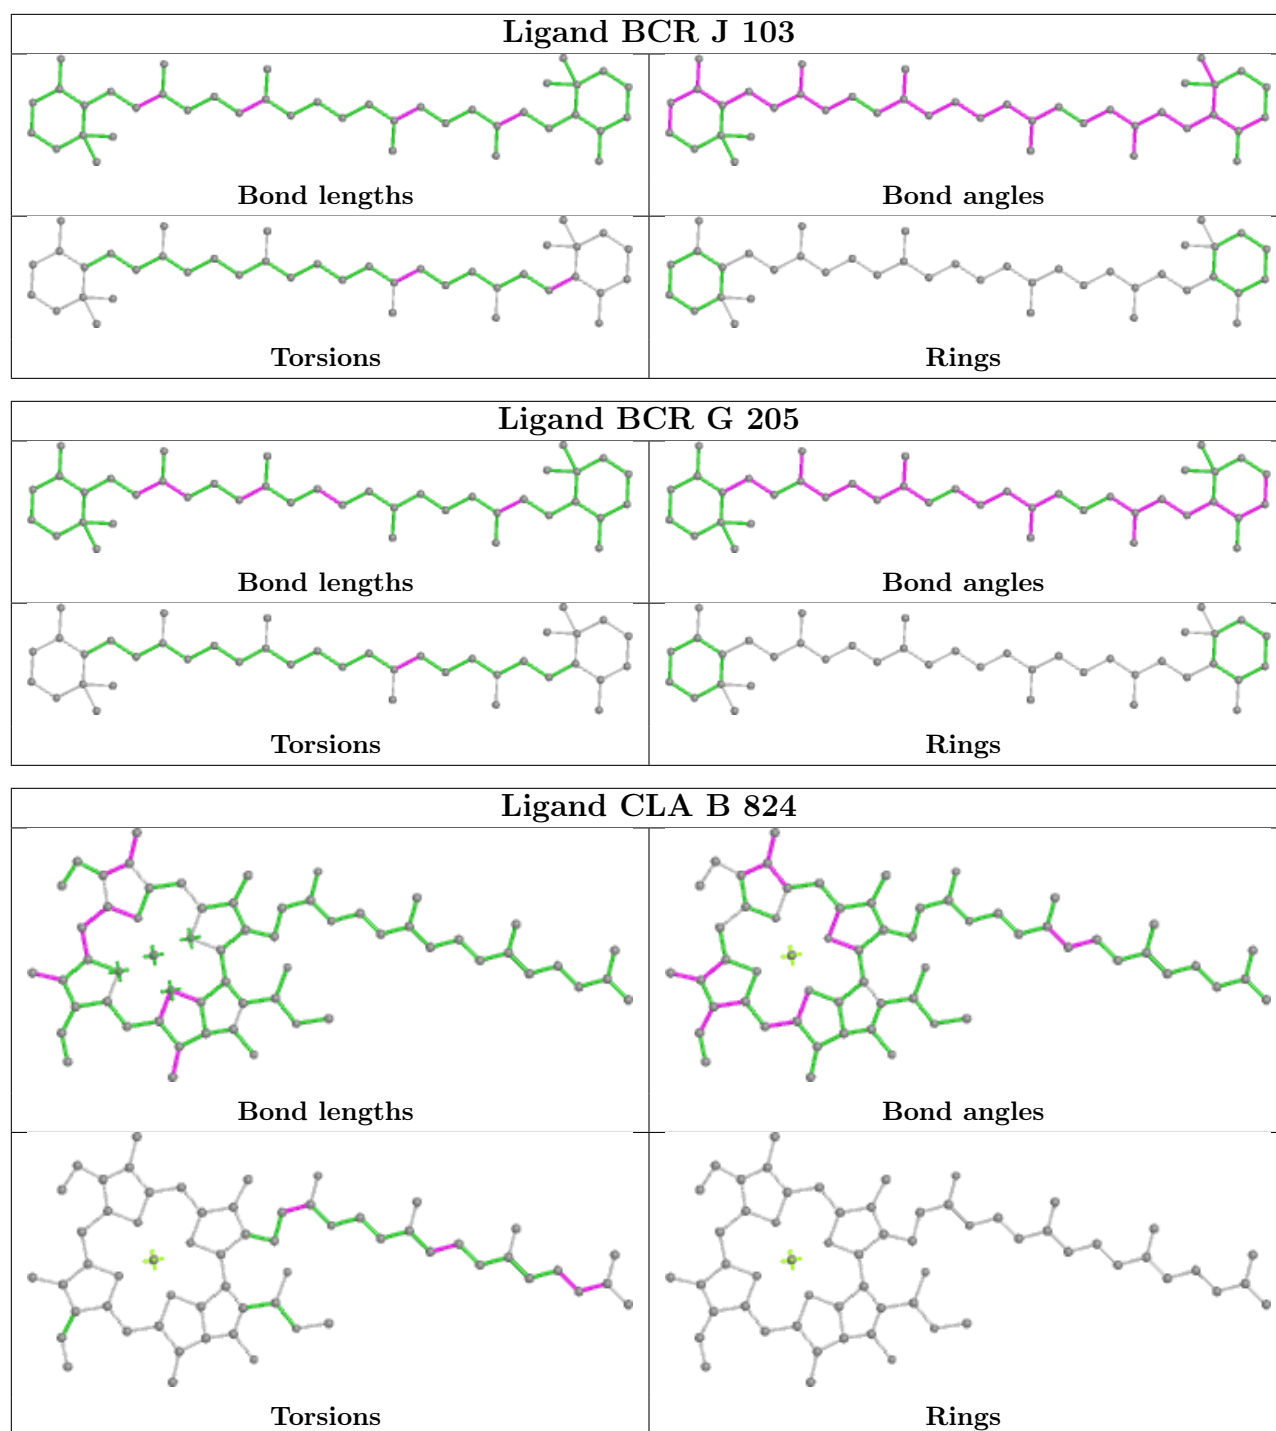 Ligand BCR J 103
Bond lengths
Bond angles
Torsions
Rings
Ligand BCR G 205
Bond lengths
Bond angles
Torsions
Rings
Ligand CLA B 824
Bond lengths
Bond angles
Torsions
Rings